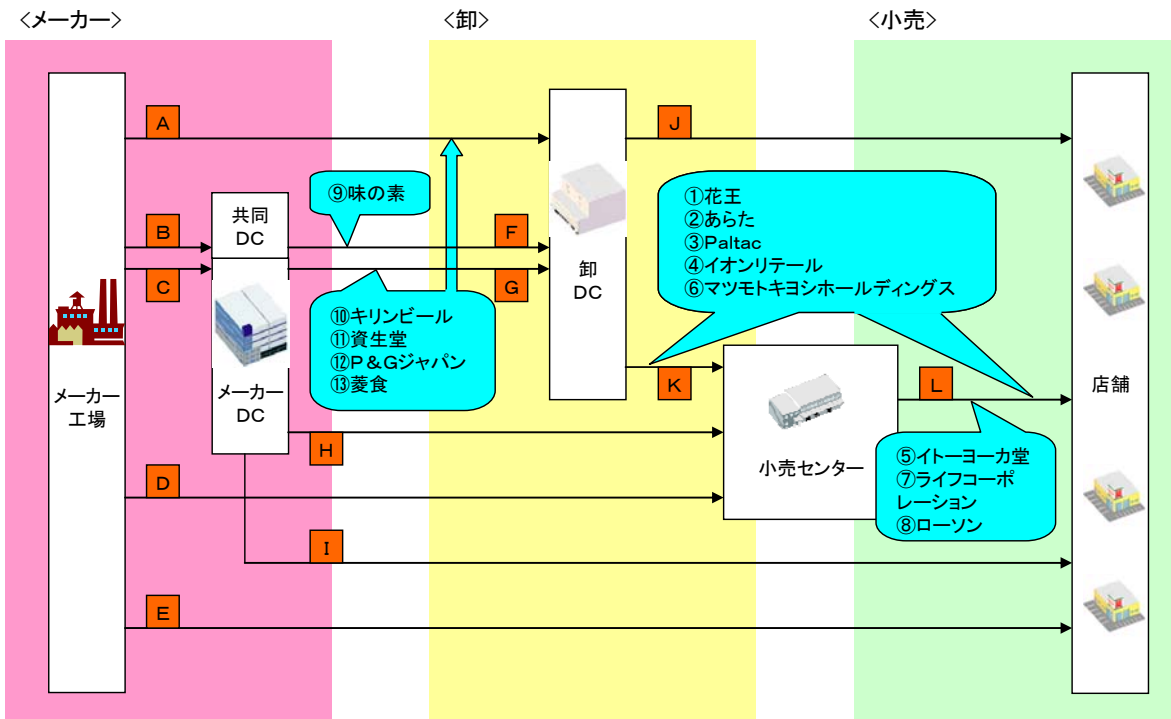 <メーカー>
<卸>
<小売>
A
J
⑨味の素
①花王
②あらた
③Paltac
④イオンリテール
⑥マツモトキヨシホールディングス
共同
DC
B
F
C
G
卸
DC
⑩キリンビール
⑪資生堂
⑫P&Gジャパン
⑬菱食
メーカー
工場
メーカー
DC
K
L
店舗
H
小売センター
⑤イトーヨーカ堂
⑦ライフコーポ
レーション
⑧ローソン
D
I
E